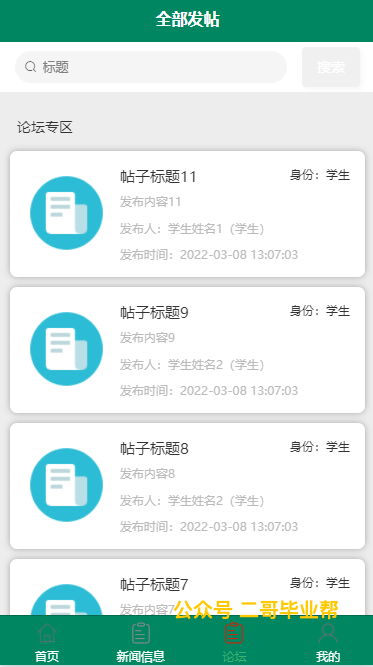 全部发帖
标题
搜索
论坛专区
帖子标题11
身份：学生
发布内容11
发布人：学生姓名1（学生）
发布时间：2022-03-08 13:07:03
帖子标题9
身份：学生
发布内容9
发布人：学生姓名2（学生）
发布时间：2022-03-08 13:07:03
帖子标题8
身份：学生
发布内容8
发布人：学生姓名2（学生）
发布时间：2022-03-08 13:07:03
帖子标题7
身份：学生
发布内容7
公众号 二哥毕业帮
首页
新闻信息
论坛
我的